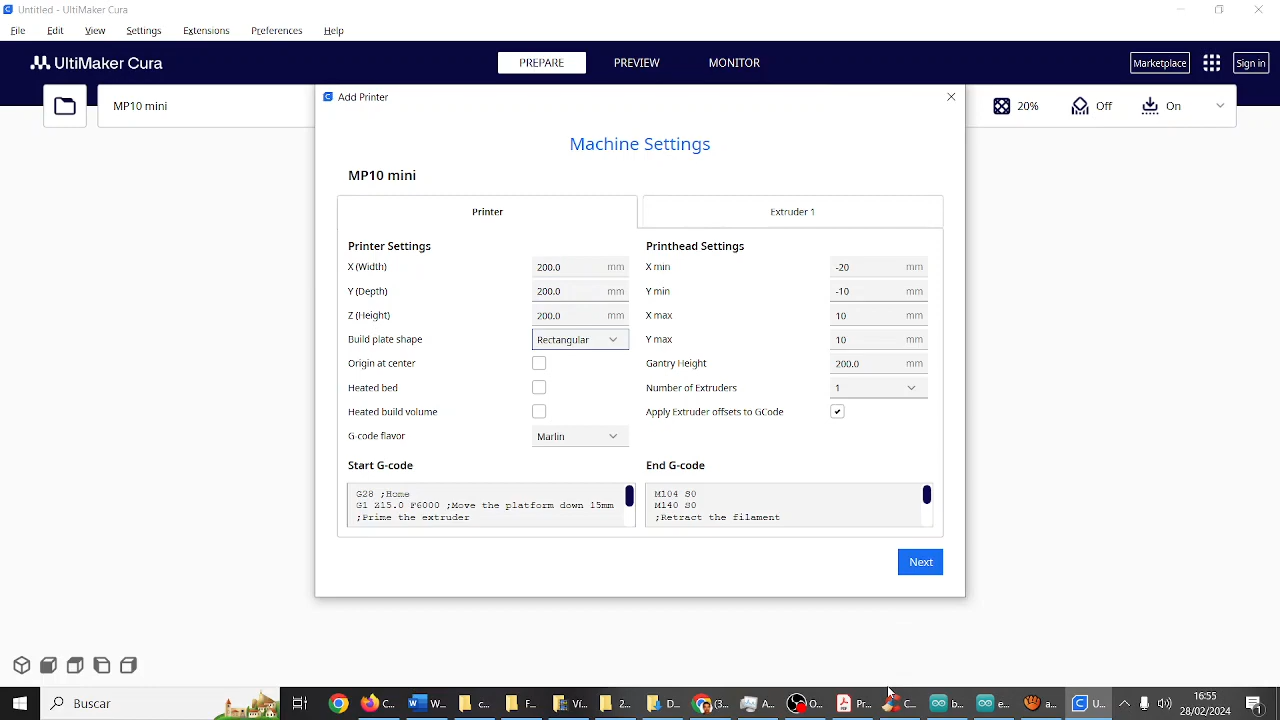 Untitled - UltiMaker Cura
File Edit View Settings Extensions Preferences Help
UltiMaker Cura PREPARE PREVIEW MONITOR Marketplace Sign in
MP10 mini 20% Off On
Add Printer
Machine Settings
MP10 mini
Printer Extruder 1
Printer Settings Printhead Settings
X (Width) 200.0 mm X min -20 mm
Y (Depth) 200.0 mm Y min -10 mm
Z (Height) 200.0 mm X max 10 mm
Build plate shape Rectangular Y max 10 mm
Origin at center Gantry Height 200.0 mm
Heated bed Number of Extruders 1
Heated build volume Apply Extruder offsets to GCode
G-code flavor Marlin
Start G-code End G-code
G28 ;Home M104 S0
G1 Z15.0 F6000 ;Move the platform down 15mm M140 S0
;Prime the extruder ;Retract the filament
Next
Buscar C... W... C... F... Vi... 2... D... (3... A... O... Pr... C... b... e... a... U... 16:55
28/02/2024